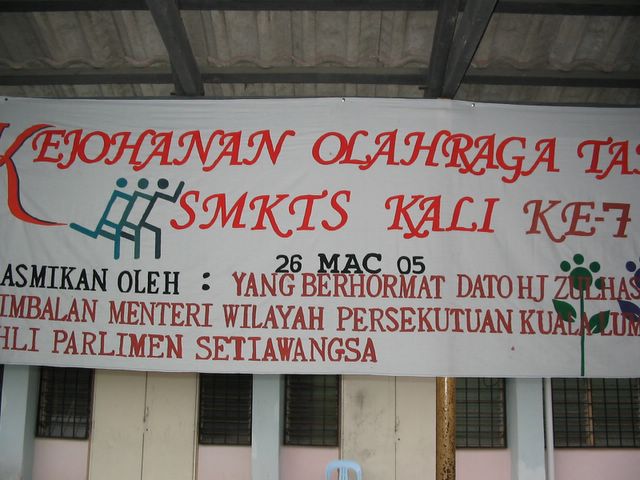 KEJOHANAN OLAHRAGA TA
SMKTS KALI KE-7
26 MAC 05
ASMIKAN OLEH : YANG BERHORMAT DATO HJ ZULHAS
IMBALAN MENTERI WILAYAH PERSEKUTUAN KUALA LUM
HLI PARLIMEN SETIAWANGSA